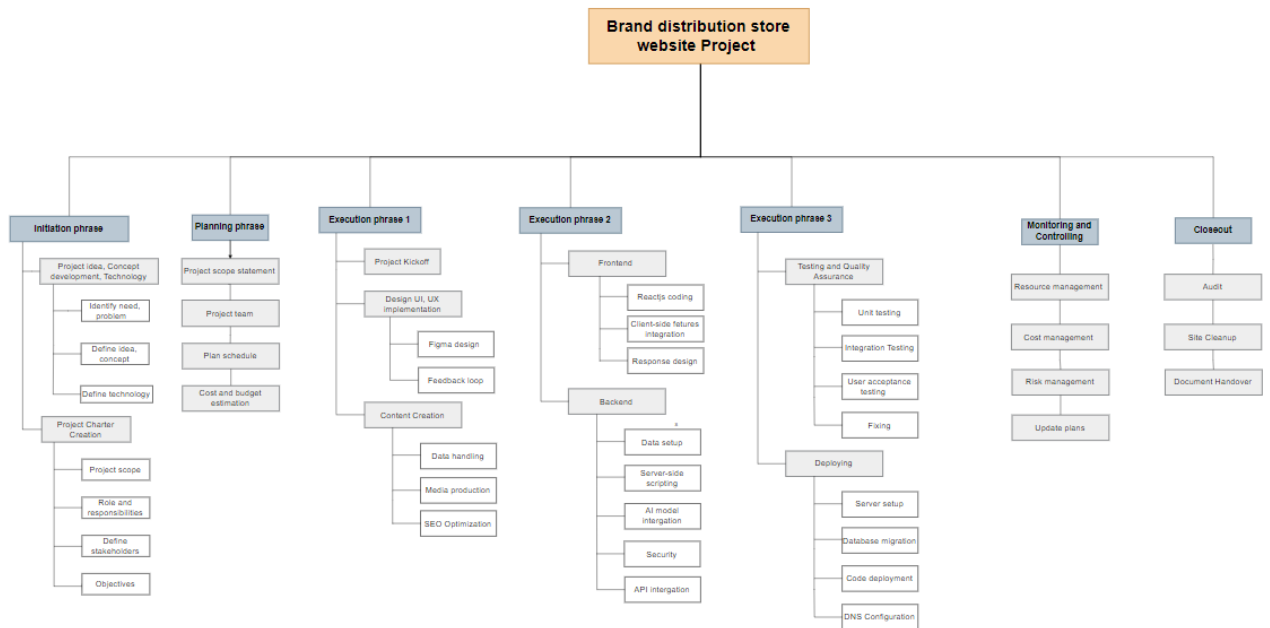 Brand distribution store
website Project
Initiation phrase
Project idea, Concept
development, Technology
Identify need,
problem
Define idea,
concept
Define technology
Project Charter
Creation
Project scope
Role and
responsibilities
Define
stakeholders
Objectives
Planning phrase
Project scope statement
Project team
Plan schedule
Cost and budget
estimation
Execution phrase 1
Project Kickoff
Design UI, UX
implementation
Figma design
Feedback loop
Content Creation
Data handling
Media production
SEO Optimization
Execution phrase 2
Frontend
Reactjs coding
Client-side fetures
integration
Response design
Backend
Data setup
Server-side
scripting
AI model
intergation
Security
API intergation
Execution phrase 3
Testing and Quality
Assurance
Unit testing
Integration Testing
User acceptance
testing
Fixing
Deploying
Server setup
Database migration
Code deployment
DNS Configuration
Monitoring and
Controlling
Resource management
Cost management
Risk management
Update plans
Closeout
Audit
Site Cleanup
Document Handover